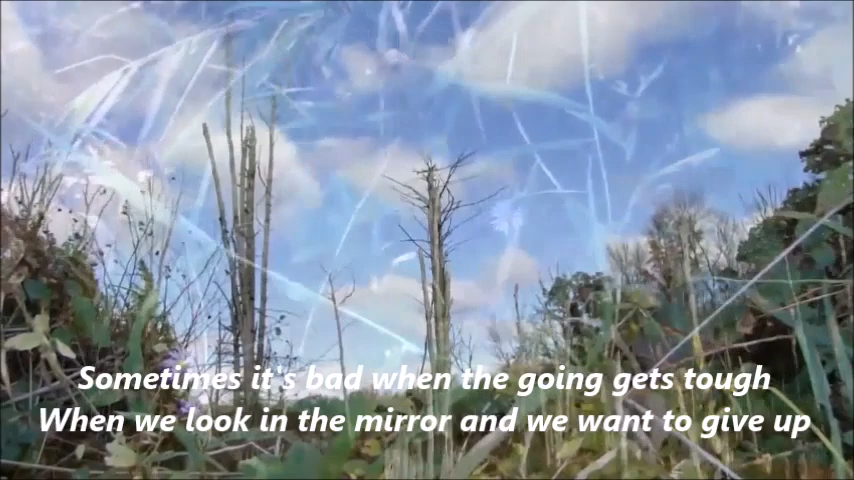 Sometimes it's bad when the going gets tough
When we look in the mirror and we want to give up